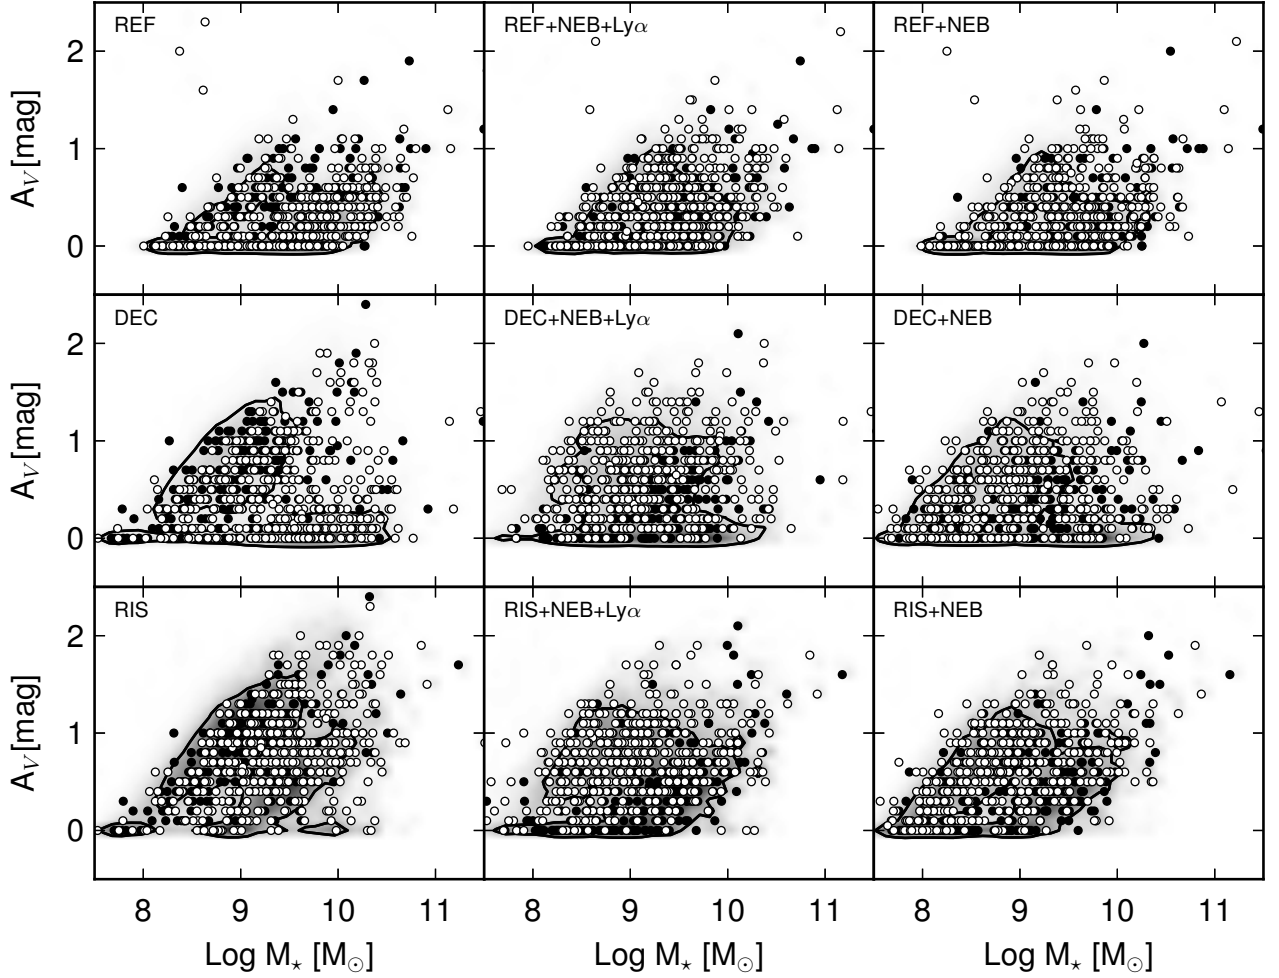 REF REF+NEB+Lyα REF+NEB
2
1
0
A_V [mag]
DEC DEC+NEB+Lyα DEC+NEB
2
1
0
A_V [mag]
RIS RIS+NEB+Lyα RIS+NEB
2
1
0
A_V [mag]
8 9 10 11 8 9 10 11 8 9 10 11
Log M⋆ [M☉] Log M⋆ [M☉] Log M⋆ [M☉]